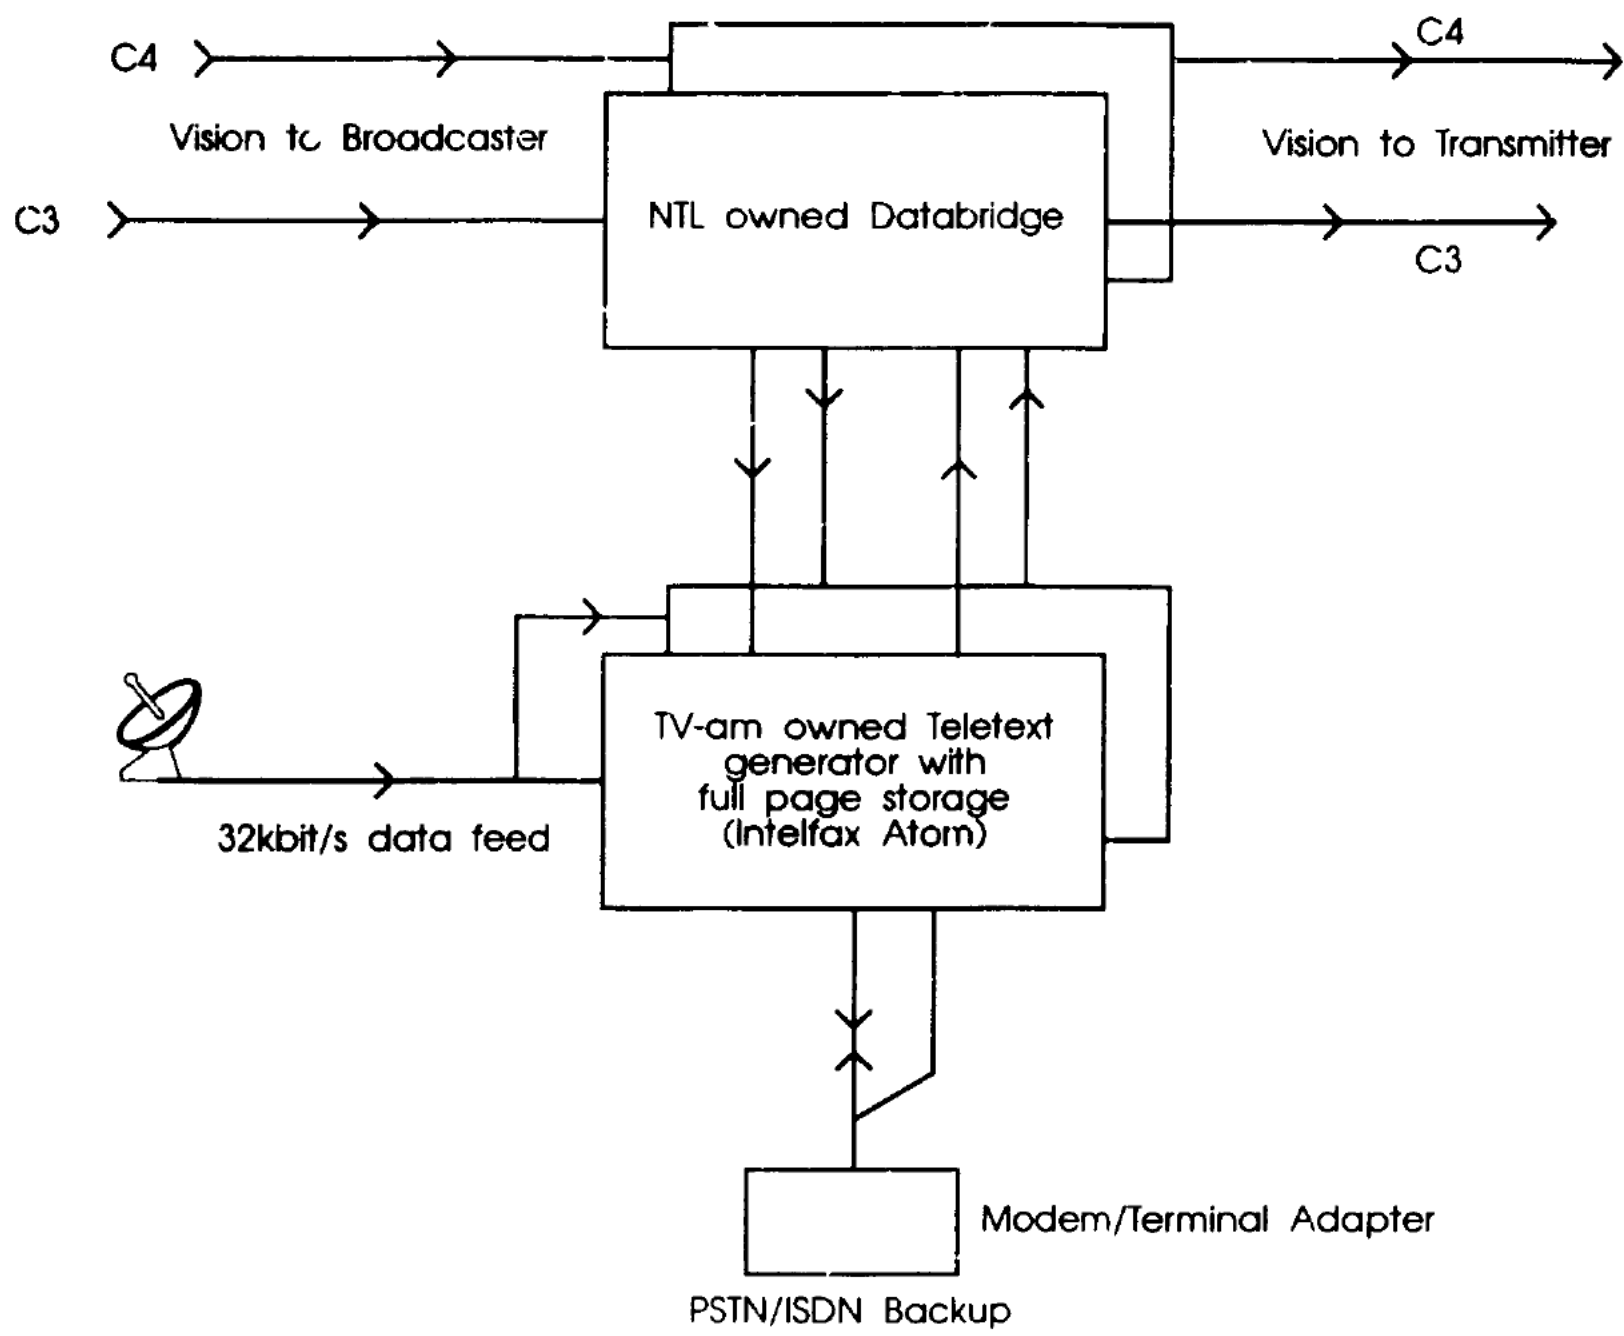 C4
C4
Vision to Broadcaster
Vision to Transmitter
C3
NTL owned Databridge
C3
TV-am owned Teletext
generator with
full page storage
(Intelfax Atom)
32kbit/s data feed
Modem/Terminal Adapter
PSTN/ISDN Backup